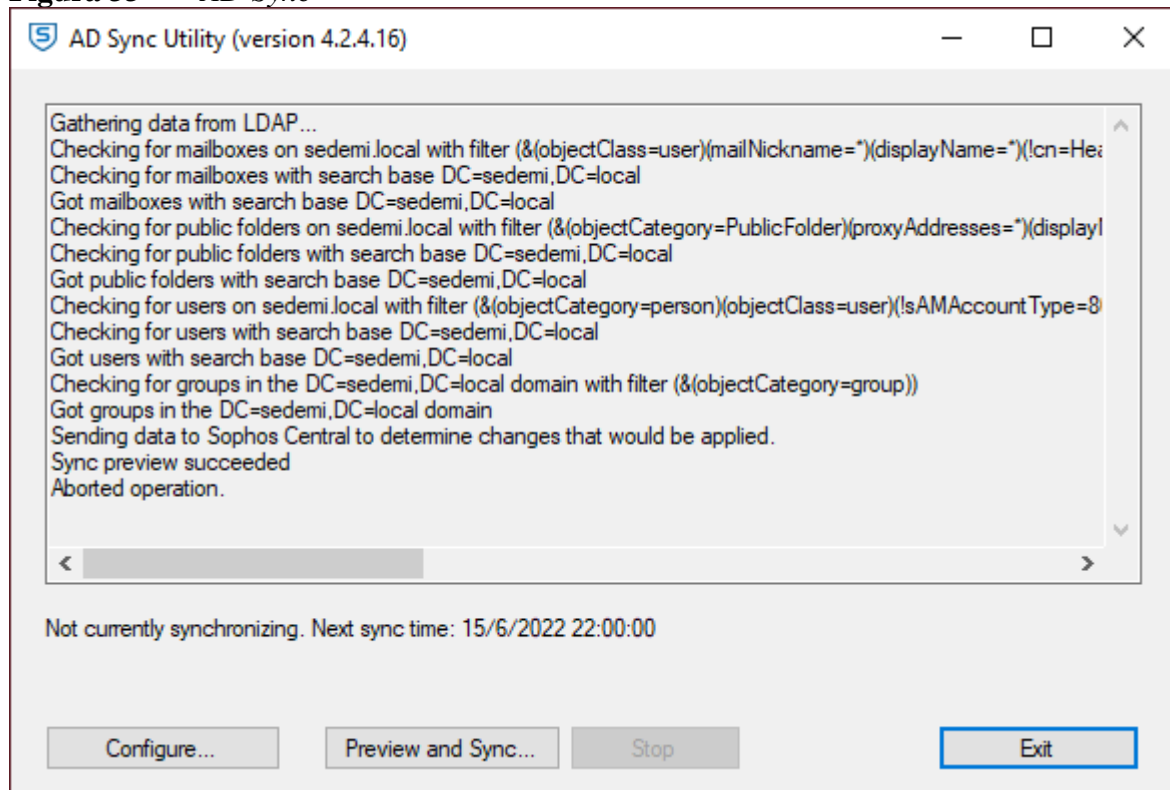 AD Sync Utility (version 4.2.4.16)
Gathering data from LDAP...
Checking for mailboxes on sedemi.local with filter (&(objectClass=user)(mailNickname=*)(displayName=*)(!cn=Hea
Checking for mailboxes with search base DC=sedemi,DC=local
Got mailboxes with search base DC=sedemi,DC=local
Checking for public folders on sedemi.local with filter (&(objectCategory=PublicFolder)(proxyAddresses=*)(display
Checking for public folders with search base DC=sedemi,DC=local
Got public folders with search base DC=sedemi,DC=local
Checking for users on sedemi.local with filter (&(objectCategory=person)(objectClass=user)(!sAMAccountType=8
Checking for users with search base DC=sedemi,DC=local
Got users with search base DC=sedemi,DC=local
Checking for groups in the DC=sedemi,DC=local domain with filter (&(objectCategory=group))
Got groups in the DC=sedemi,DC=local domain
Sending data to Sophos Central to determine changes that would be applied.
Sync preview succeeded
Aborted operation.
Not currently synchronizing. Next sync time: 15/6/2022 22:00:00
Configure... Preview and Sync... Stop Exit